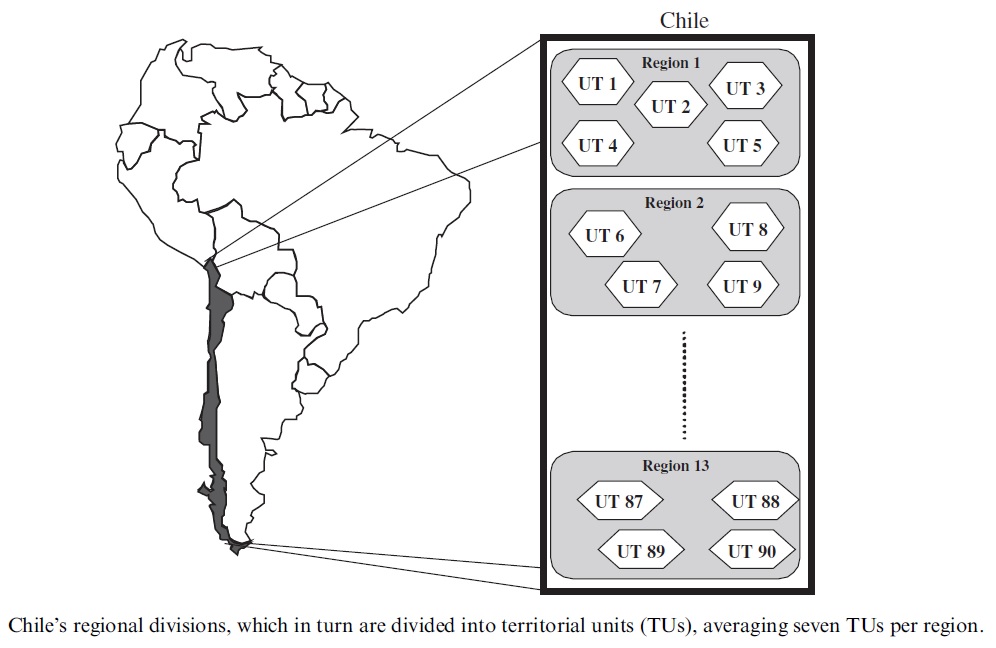 Chile
Region 1
UT 1
UT 2
UT 3
UT 4
UT 5
Region 2
UT 6
UT 8
UT 7
UT 9
Region 13
UT 87
UT 88
UT 89
UT 90
Chile’s regional divisions, which in turn are divided into territorial units (TUs), averaging seven TUs per region.